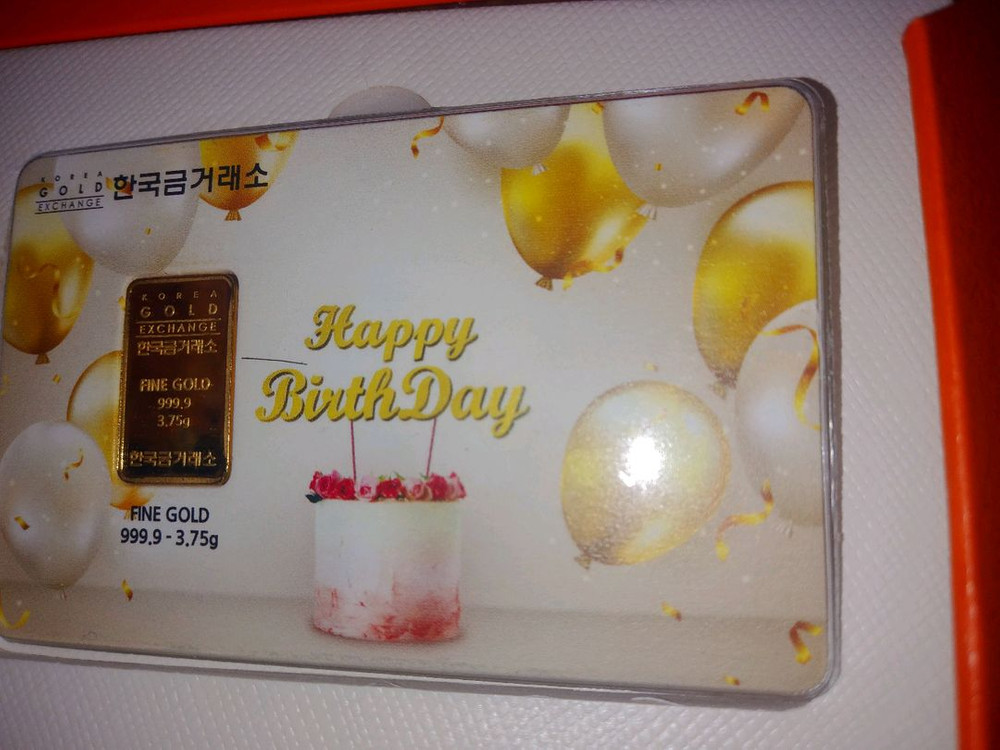 KOREA
GOLD
EXCHANGE
한국금거래소
KOREA
GOLD
EXCHANGE
한국금거래소
FINE GOLD
999.9
3.75g
한국금거래소
FINE GOLD
999.9 - 3.75g
Happy
BirthDay